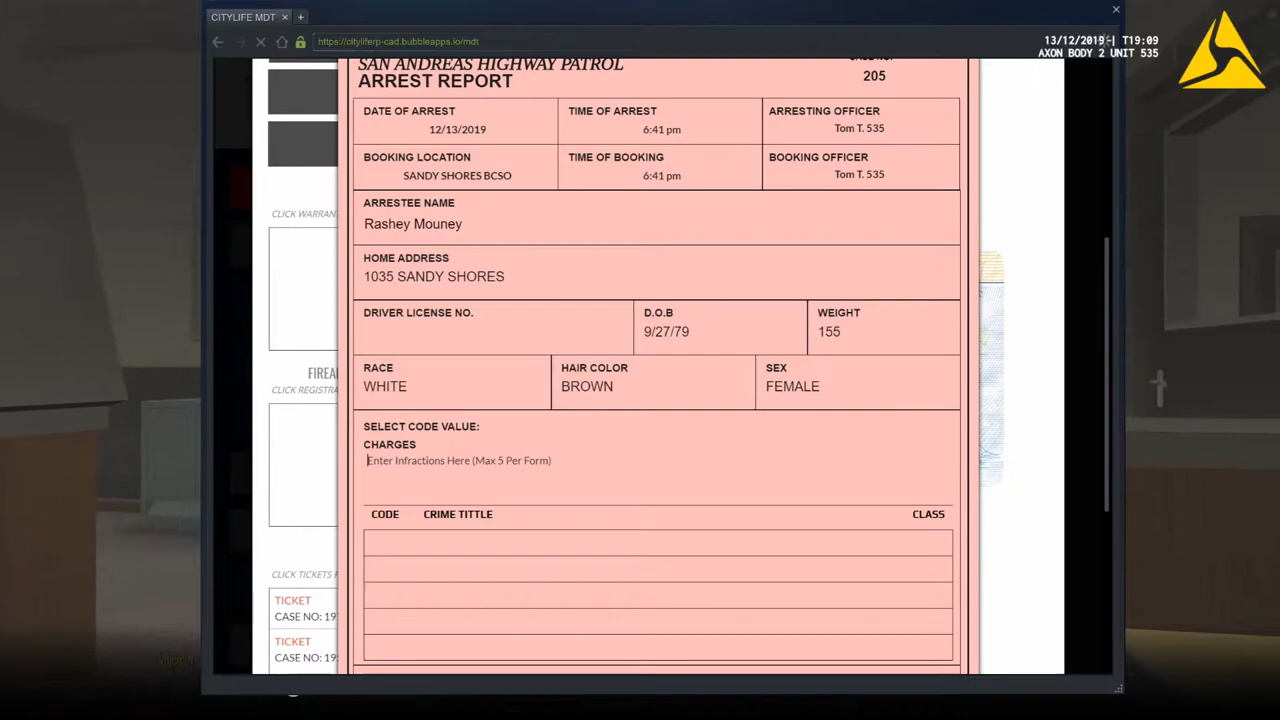 CITYLIFE MDT
https://cityliferp-cad.bubbleapps.io/mdt
13/12/2019 T19:09
AXON BODY 2 UNIT 535
SAN ANDREAS HIGHWAY PATROL
ARREST REPORT
205
DATE OF ARREST
12/13/2019
TIME OF ARREST
6:41 pm
ARRESTING OFFICER
Tom T. 535
BOOKING LOCATION
SANDY SHORES BCSO
TIME OF BOOKING
6:41 pm
BOOKING OFFICER
Tom T. 535
ARRESTEE NAME
Rashey Mouney
HOME ADDRESS
1035 SANDY SHORES
DRIVER LICENSE NO.
D.O.B
9/27/79
WEIGHT
155
RACE
WHITE
HAIR COLOR
BROWN
SEX
FEMALE
SELECT CODE VALUE:
CHARGES
Enter Infractions Here (Max 5 Per Form)
CODE CRIME TITTLE CLASS
CLICK WARRAN
FIREA
CLICK REGISTRA
CLICK TICKETS
TICKET
CASE NO: 19
TICKET
CASE NO: 19